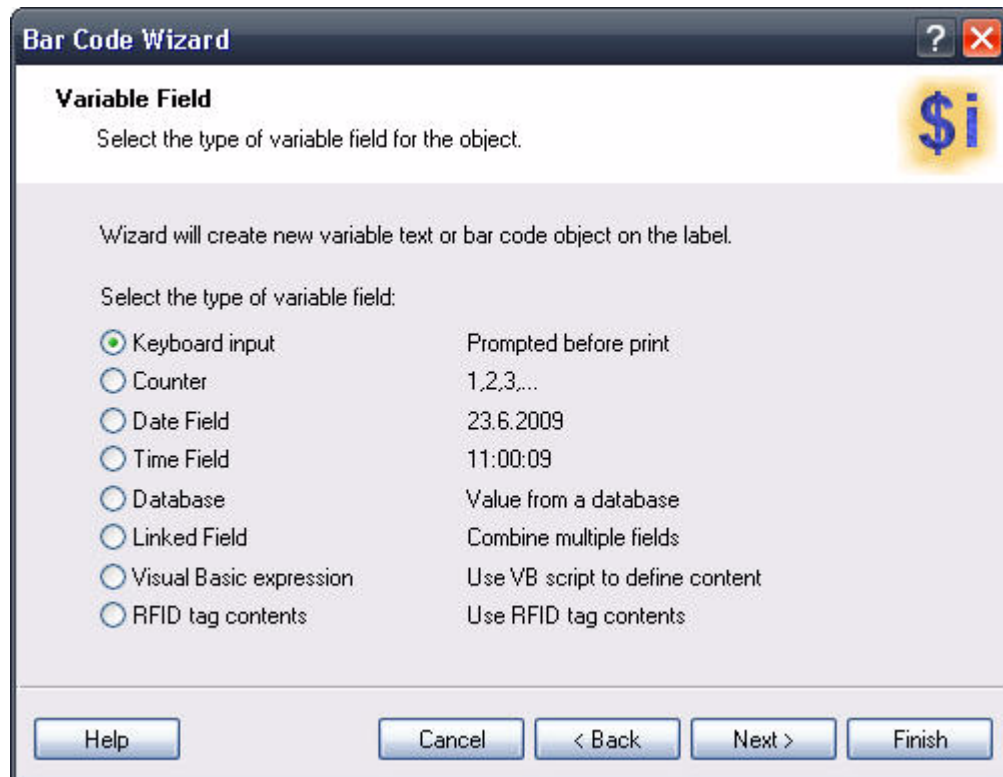 Bar Code Wizard ?
Variable Field
Select the type of variable field for the object.
$i
Wizard will create new variable text or bar code object on the label.
Select the type of variable field:
Keyboard input Prompted before print
Counter 1,2,3,...
Date Field 23.6.2009
Time Field 11:00:09
Database Value from a database
Linked Field Combine multiple fields
Visual Basic expression Use VB script to define content
RFID tag contents Use RFID tag contents
Help Cancel < Back Next > Finish